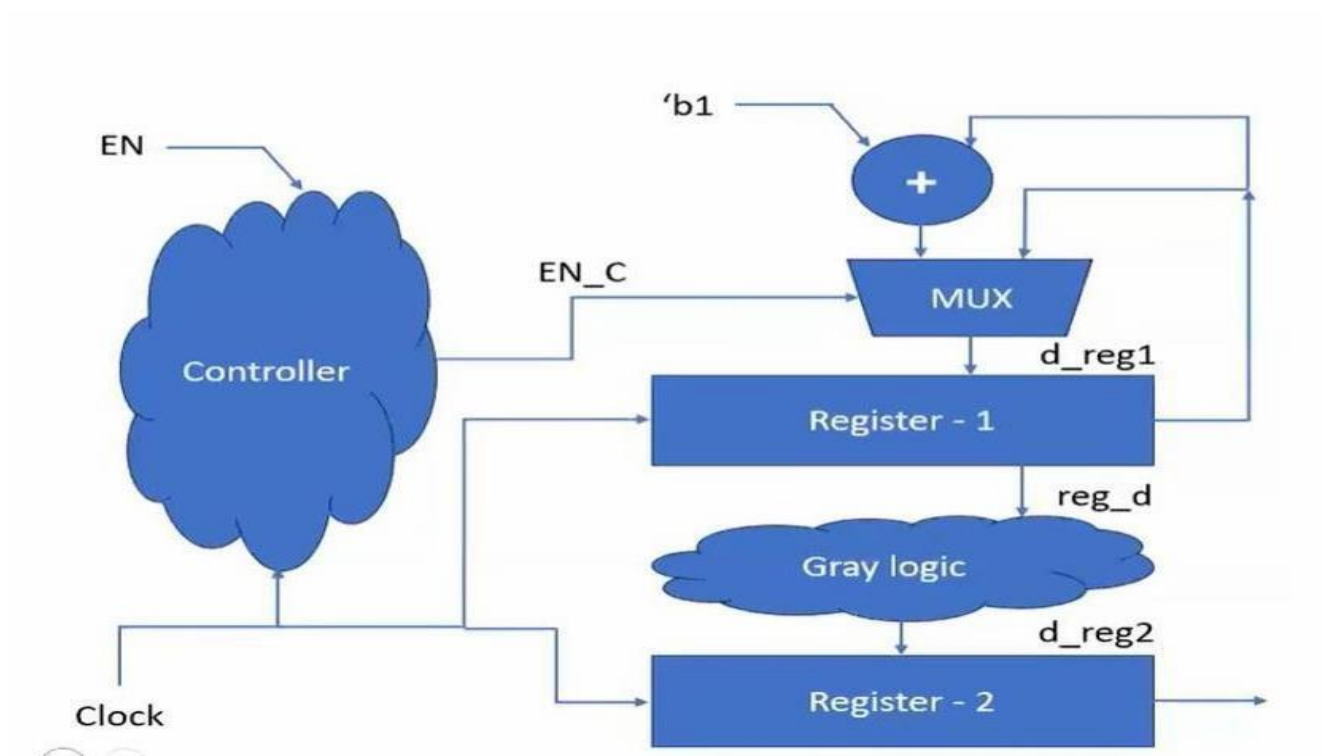 ‘b1
EN
+
EN_C
MUX
d_reg1
Controller
Register - 1
reg_d
Gray logic
d_reg2
Register - 2
Clock